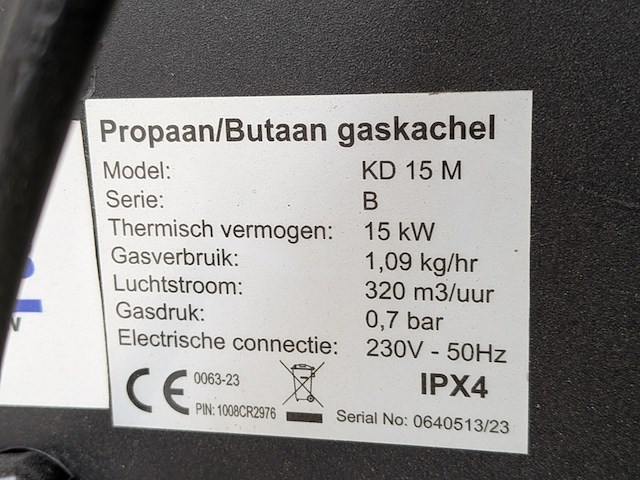 Propaan/Butaan gaskachel
Model: KD 15 M
Serie: B
Thermisch vermogen: 15 kW
Gasverbruik: 1,09 kg/hr
Luchtstroom: 320 m3/uur
Gasdruk: 0,7 bar
Electrische connectie: 230V - 50Hz
CE 0063-23
IPX4
PIN: 1008CR2976
Serial No: 0640513/23